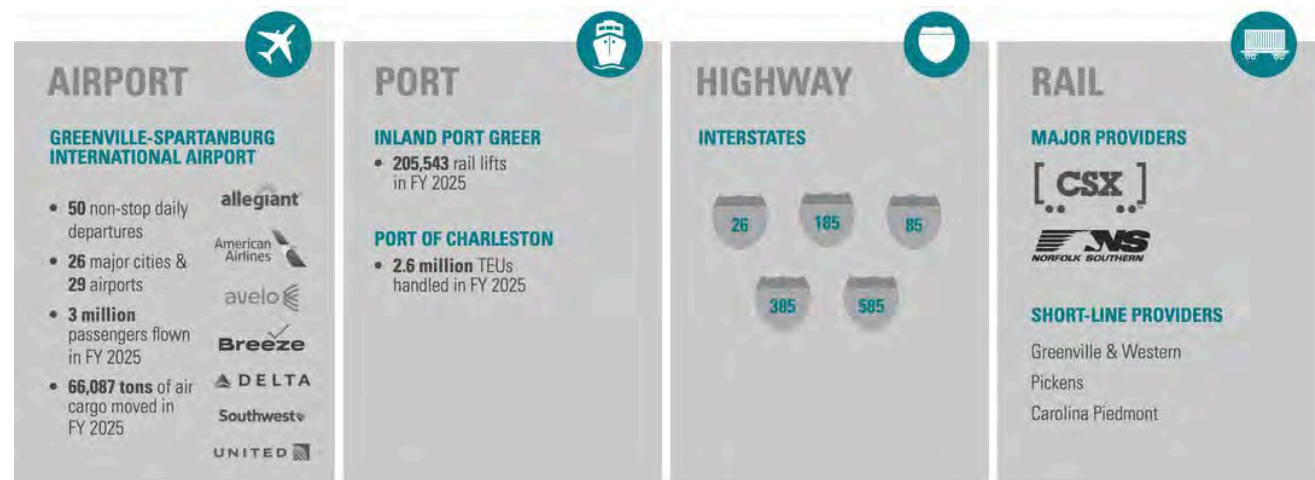 AIRPORT
GREENVILLE-SPARTANBURG
INTERNATIONAL AIRPORT
• 50 non-stop daily
departures
• 26 major cities &
29 airports
• 3 million
passengers flown
in FY 2025
• 66,087 tons of air
cargo moved in
FY 2025
allegiant
American
Airlines
avelo
Breeze
DELTA
Southwest
UNITED
PORT
INLAND PORT GREER
• 205,543 rail lifts
in FY 2025
PORT OF CHARLESTON
• 2.6 million TEUs
handled in FY 2025
HIGHWAY
INTERSTATES
26
185
85
385
585
RAIL
MAJOR PROVIDERS
[CSX]
NS
NORFOLK SOUTHERN
SHORT-LINE PROVIDERS
Greenville & Western
Pickens
Carolina Piedmont